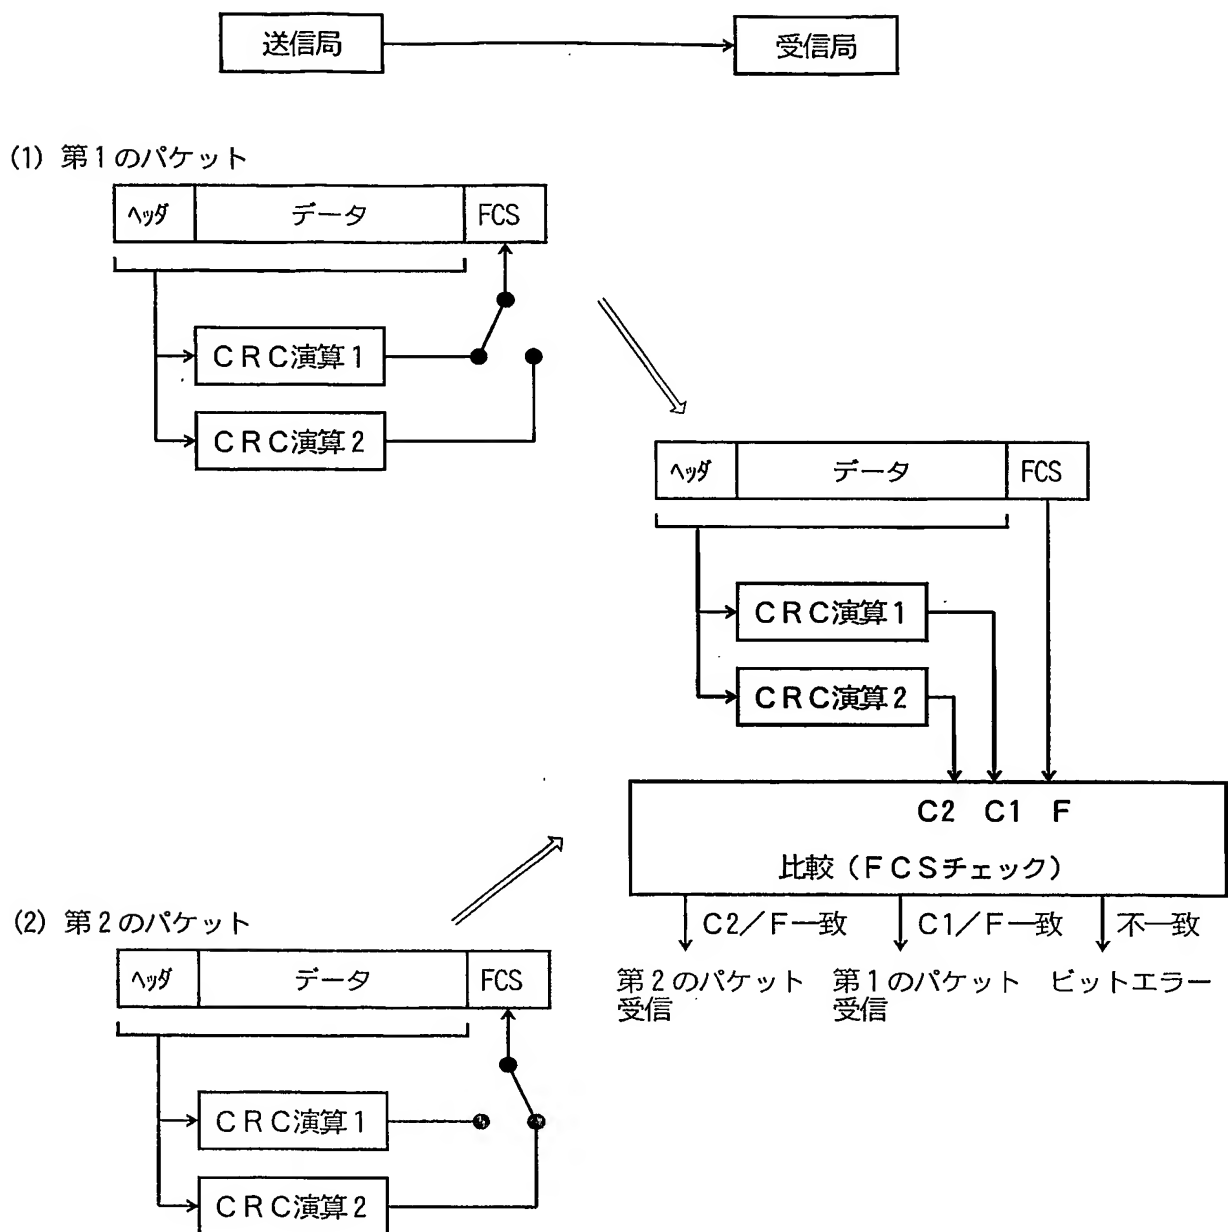 送信局
受信局
(1) 第1のパケット
ヘッダ
データ
FCS
CRC演算1
CRC演算2
ヘッダ
データ
FCS
CRC演算1
CRC演算2
C2 C1 F
比較(FCSチェック)
C2/F一致
C1/F一致
不一致
第2のパケット
受信
第1のパケット
受信
ビットエラー
(2) 第2のパケット
ヘッダ
データ
FCS
CRC演算1
CRC演算2